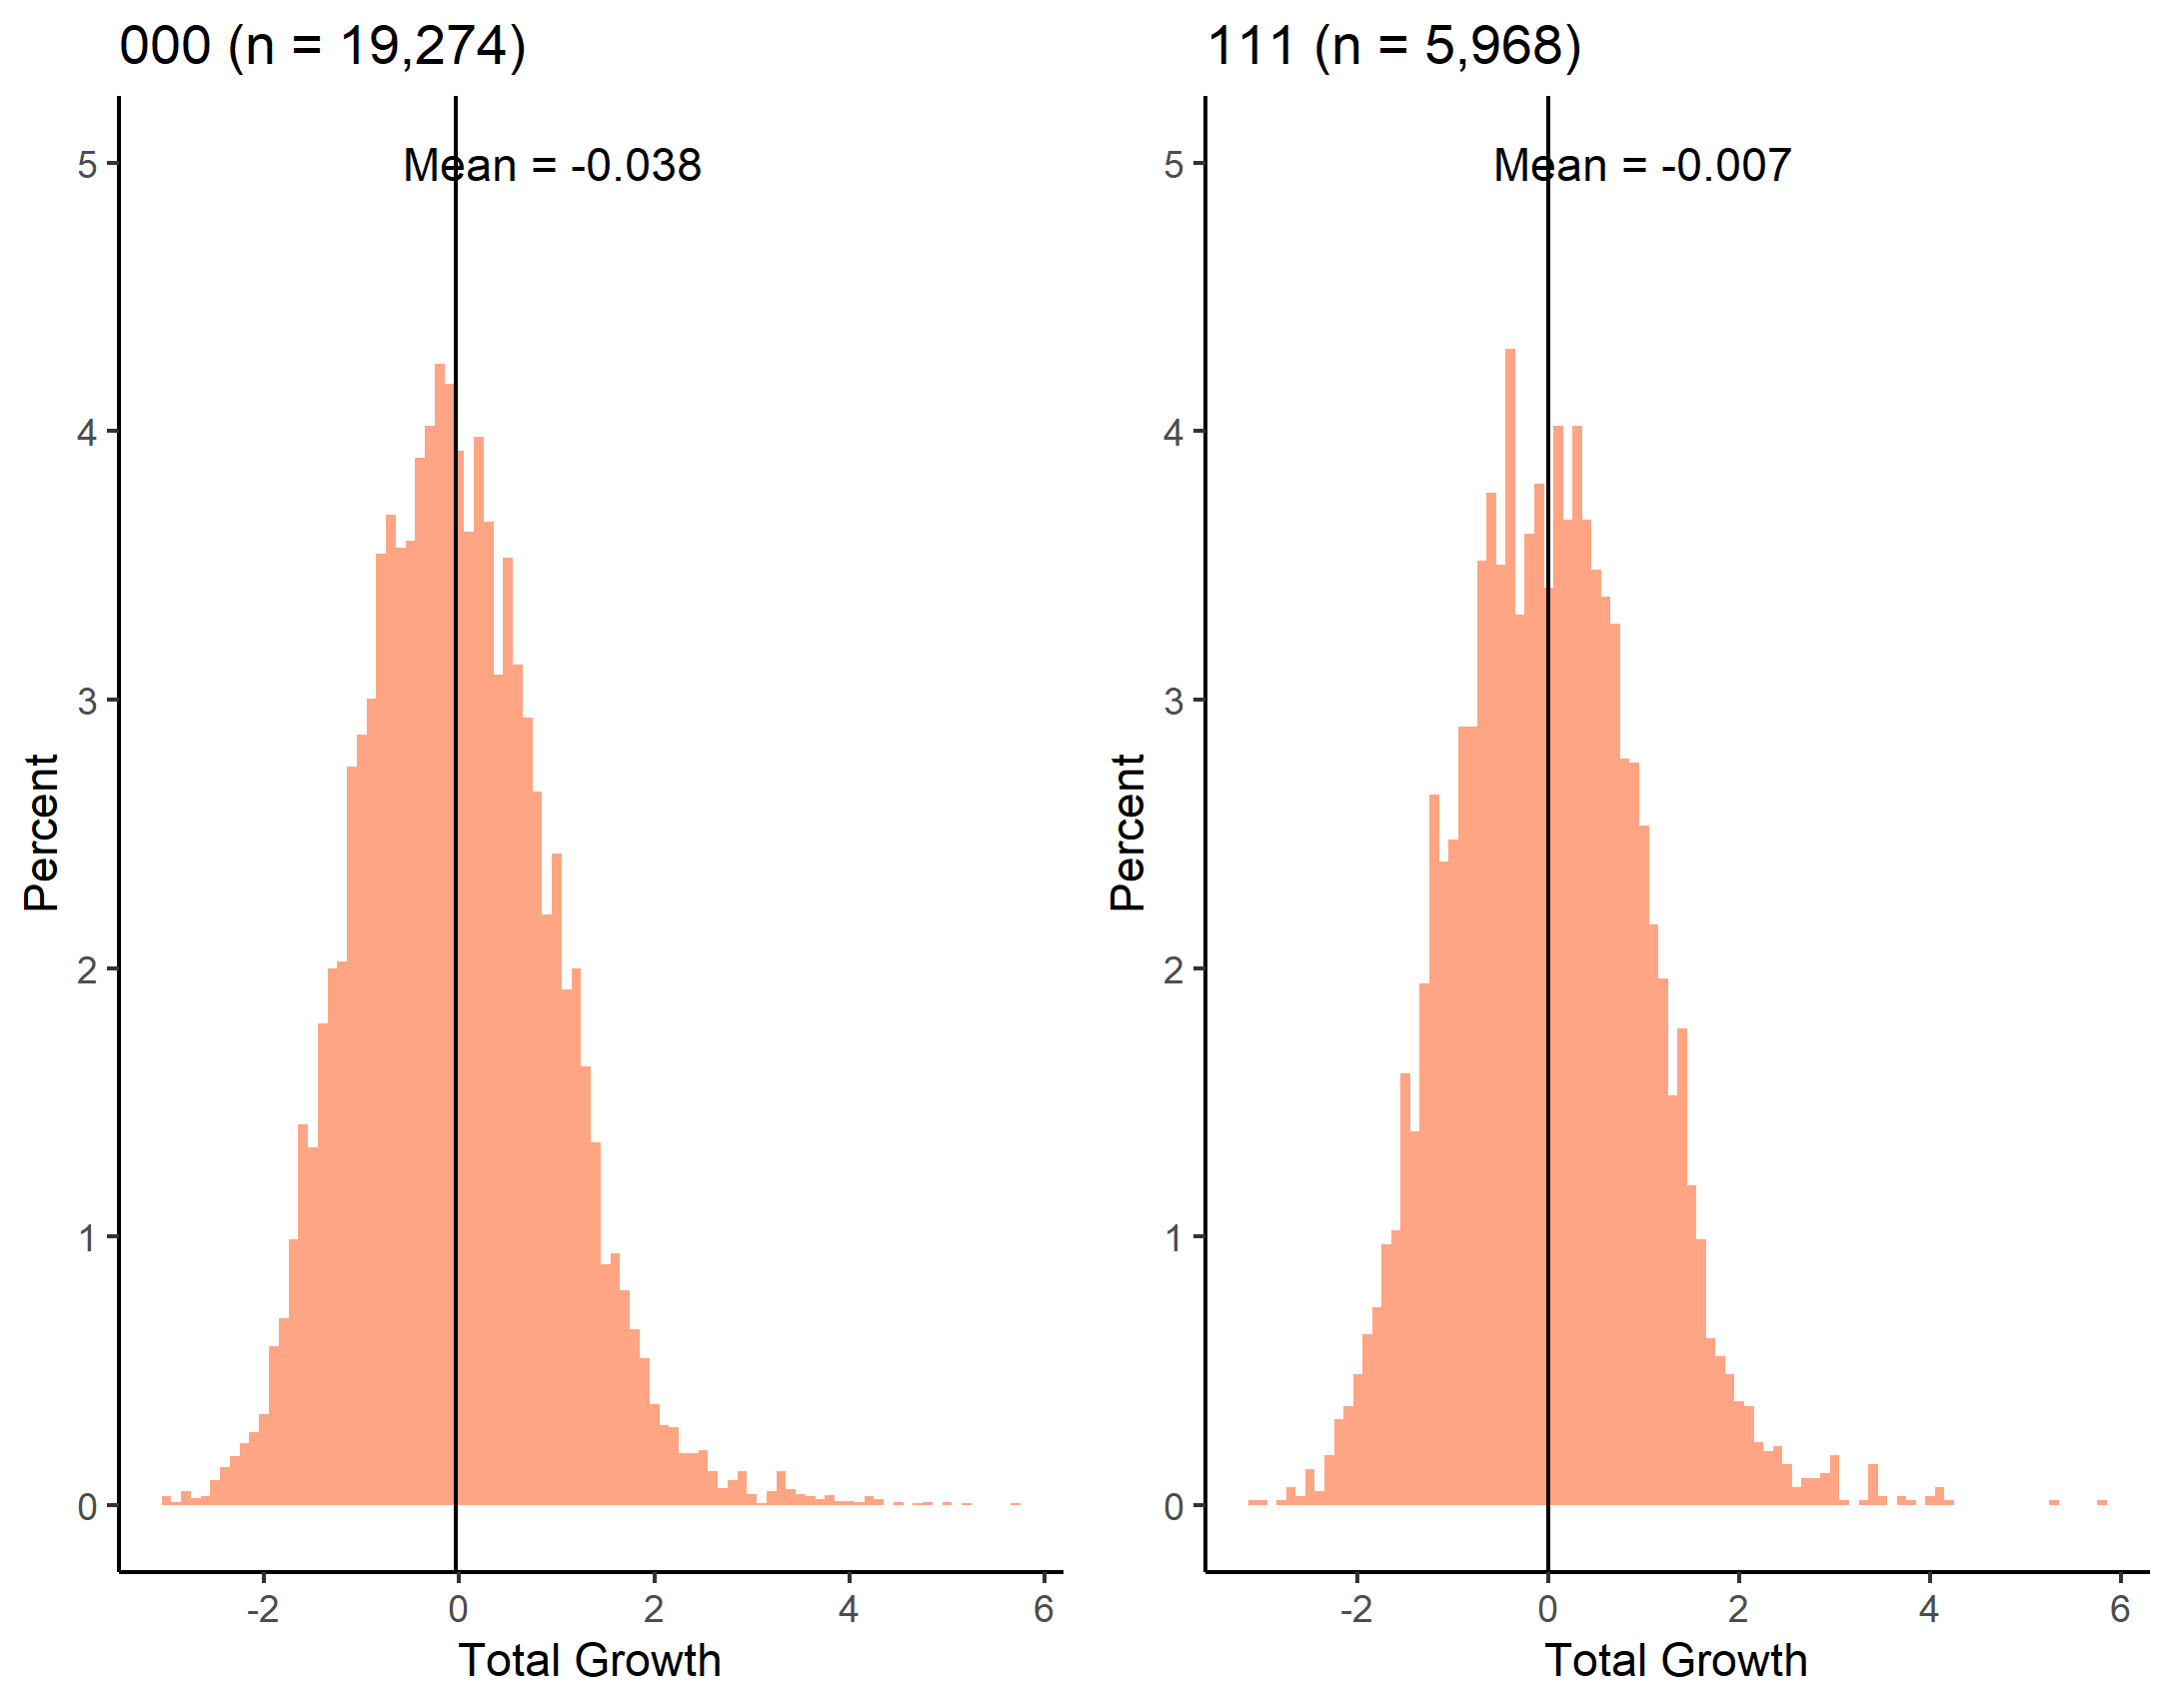 000 (n = 19,274)
Mean = -0.038
5
4
3
2
1
0
Percent
-2 0 2 4 6
Total Growth
111 (n = 5,968)
Mean = -0.007
5
4
3
2
1
0
Percent
-2 0 2 4 6
Total Growth